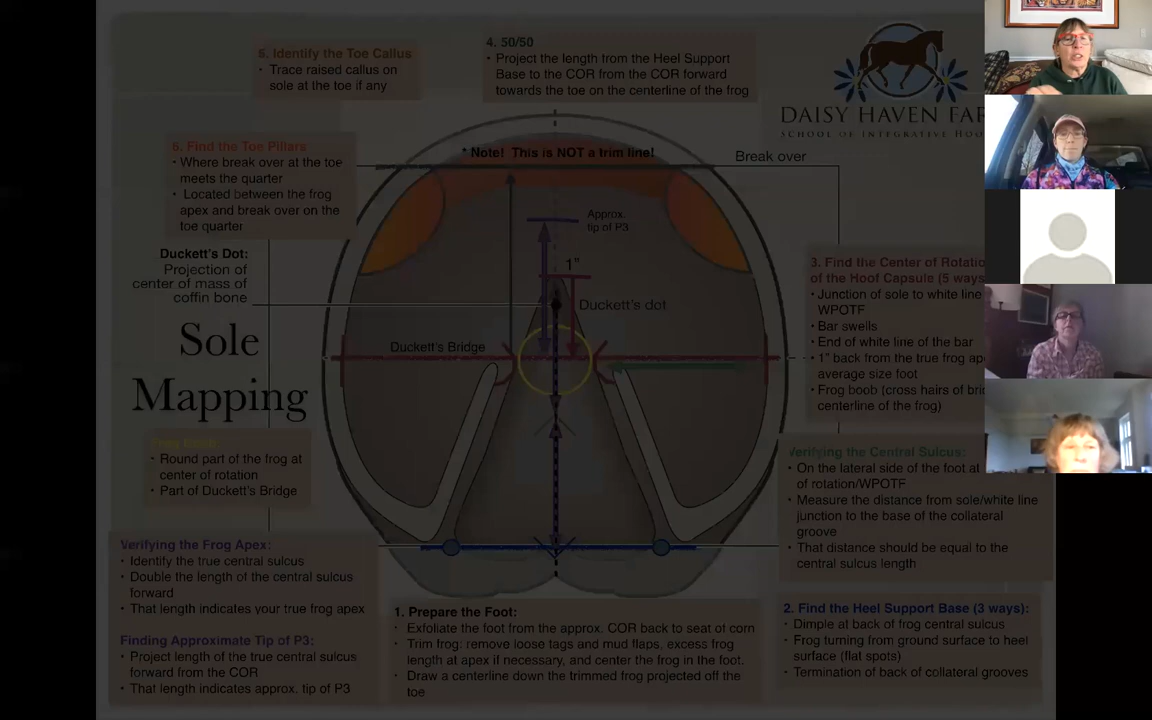 5. Identify the Toe Callus
• Trace raised callus on
sole at the toe if any
4. 50/50
• Project the length from the Heel Support
Base to the COR from the COR forward
towards the toe on the centerline of the frog
DAISY HAVEN FAR
SCHOOL OF INTEGRATIVE HOO
6. Find the Toe Pillars
• Where break over at the toe
meets the quarter
• Located between the frog
apex and break over on the
toe quarter
* Note! This is NOT a trim line!
Break over
Approx.
tip of P3
1"
Duckett's Dot:
Projection of
center of mass of
coffin bone
Duckett's dot
Duckett's Bridge
Sole
Mapping
3. Find the Center of Rotation
of the Hoof Capsule (5 ways
• Junction of sole to white line
WPOTF
• Bar swells
• End of white line of the bar
• 1" back from the true frog ap
average size foot
• Frog boob (cross hairs of brid
centerline of the frog)
• Round part of the frog at
center of rotation
• Part of Duckett's Bridge
Verifying the Central Sulcus:
• On the lateral side of the foot at
of rotation/WPOTF
• Measure the distance from sole/white line
junction to the base of the collateral
groove
• That distance should be equal to the
central sulcus length
Verifying the Frog Apex:
• Identify the true central sulcus
• Double the length of the central sulcus
forward
• That length indicates your true frog apex
Finding Approximate Tip of P3:
• Project length of the true central sulcus
forward from the COR
• That length indicates approx. tip of P3
1. Prepare the Foot:
• Exfoliate the foot from the approx. COR back to seat of corn
• Trim frog: remove loose tags and mud flaps, excess frog
length at apex if necessary, and center the frog in the foot.
• Draw a centerline down the trimmed frog projected off the
toe
2. Find the Heel Support Base (3 ways):
• Dimple at back of frog central sulcus
• Frog turning from ground surface to heel
surface (flat spots)
• Termination of back of collateral grooves